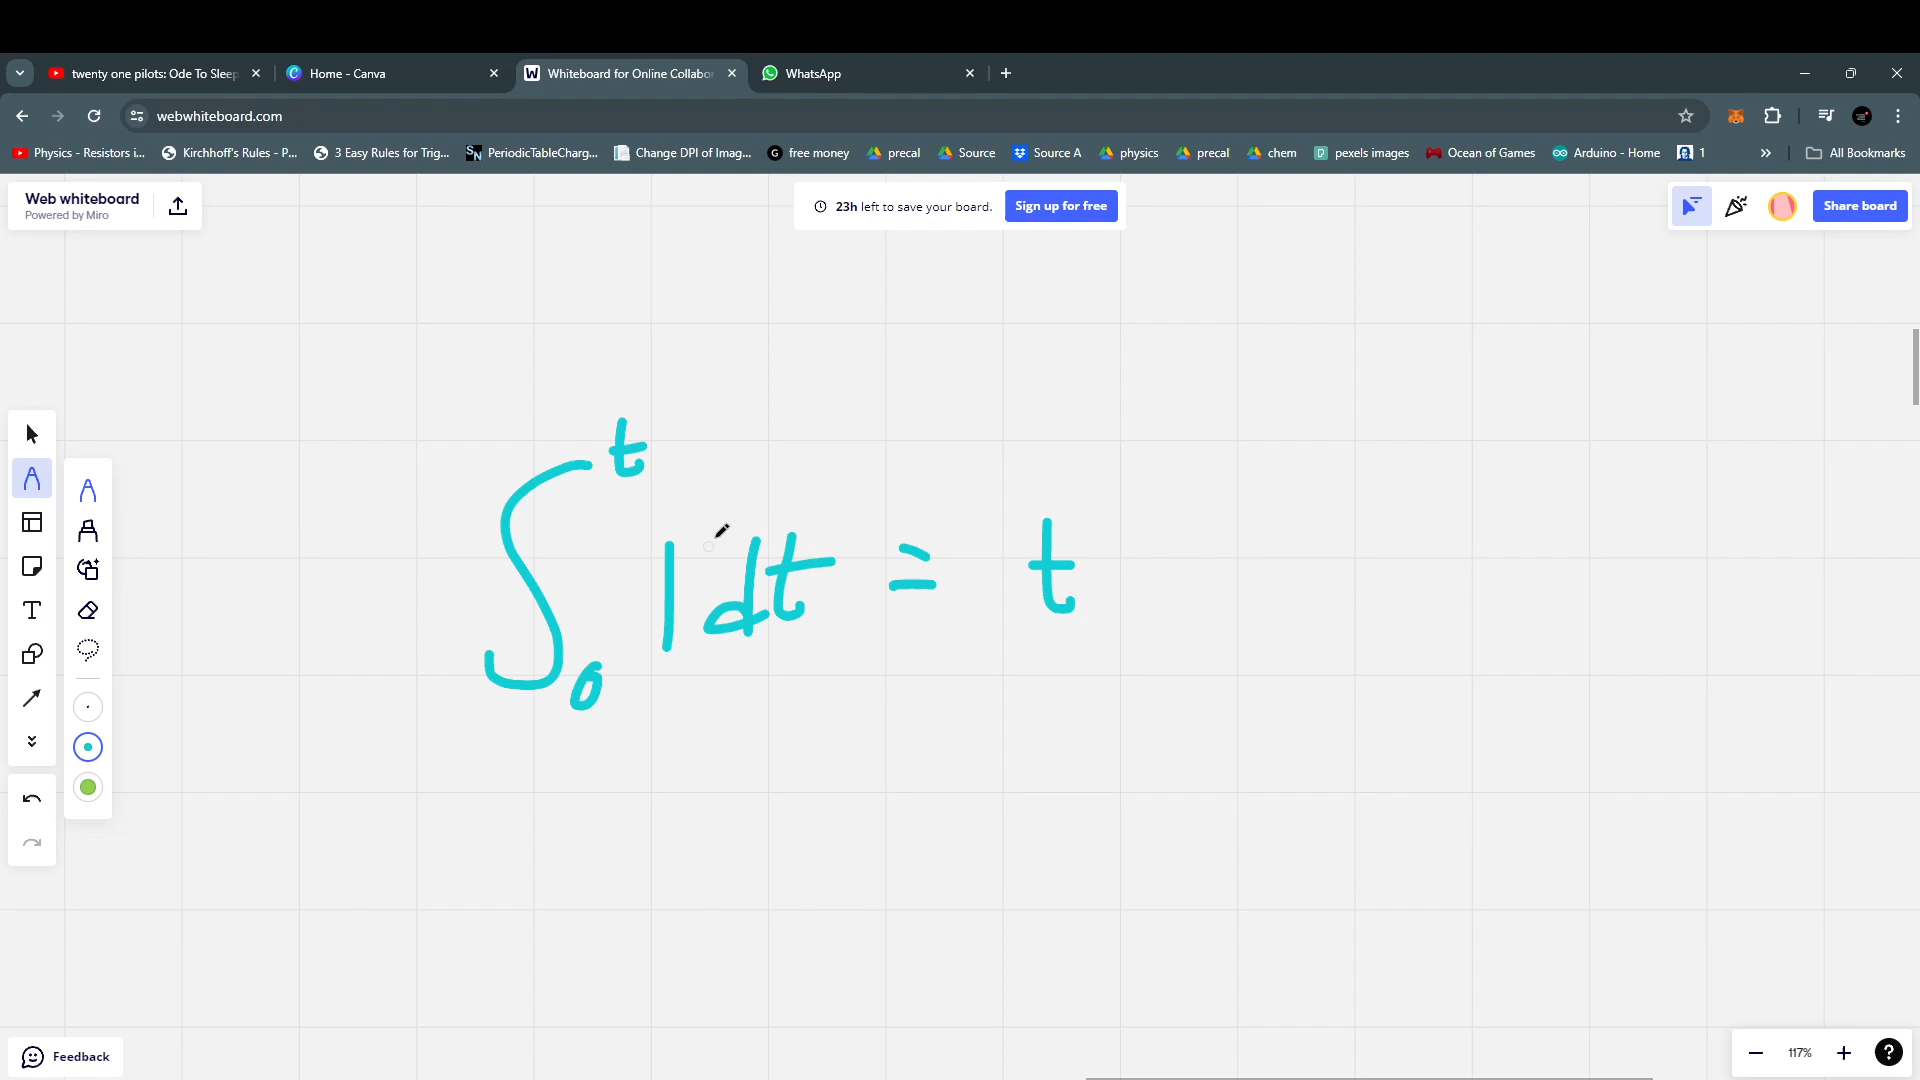 twenty one pilots: Ode To Sleep
Home - Canva
W Whiteboard for Online Collabor
WhatsApp
webwhiteboard.com
Physics - Resistors i...
Kirchhoff's Rules - P...
3 Easy Rules for Trig...
SN PeriodicTableCharg...
Change DPI of Imag...
G free money
precal
Source
Source A
physics
precal
chem
pexels images
Ocean of Games
Arduino - Home
1
» All Bookmarks
Web whiteboard
Powered by Miro
23h left to save your board.
Sign up for free
Share board
∫₀ᵗ 1 dt = t
T
Feedback
117%
?